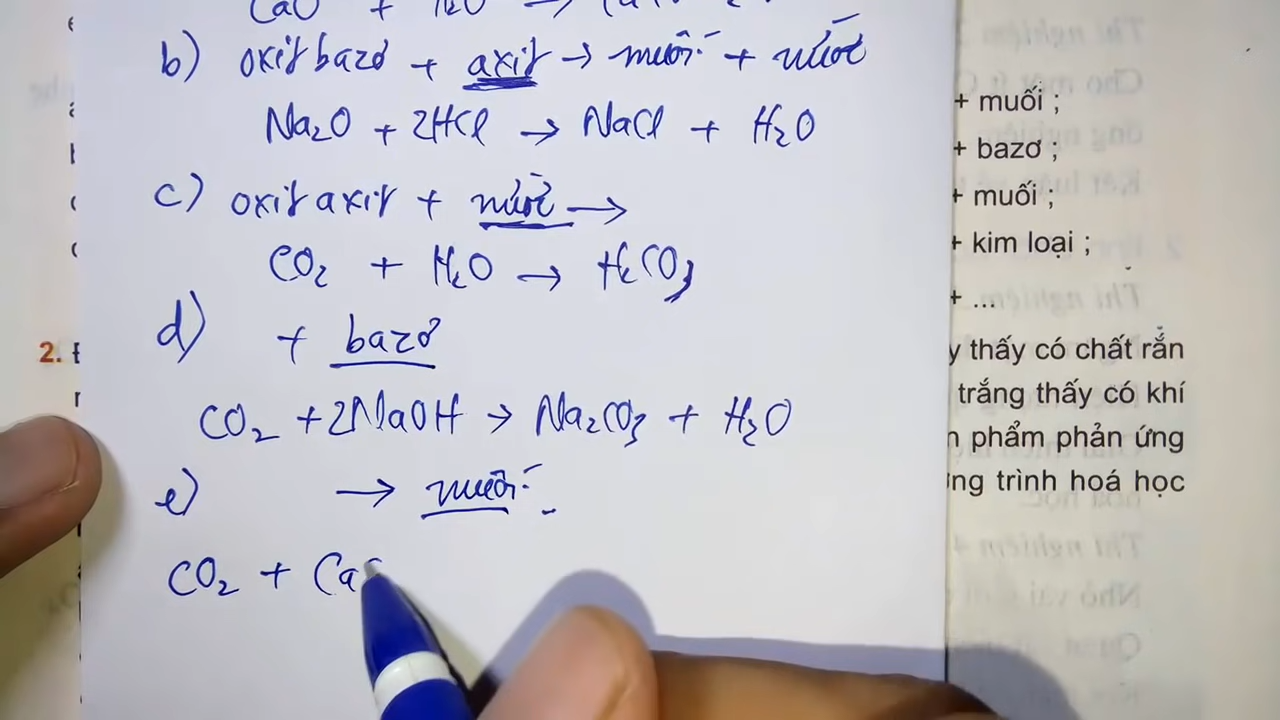 CaO + H2O →
b) oxit bazơ + axit → muối + nước
Na2O + 2HCl → NaCl + H2O
c) oxit axit + nước →
CO2 + H2O → H2CO3
d) + bazơ
CO2 + 2NaOH → Na2CO3 + H2O
e) → muối
CO2 + Ca
+ muối ;
+ bazơ ;
+ muối ;
+ kim loại ;
+ ...
2.
thấy có chất rắn
trắng thấy có khí
phẩm phản ứng
trình hoá học